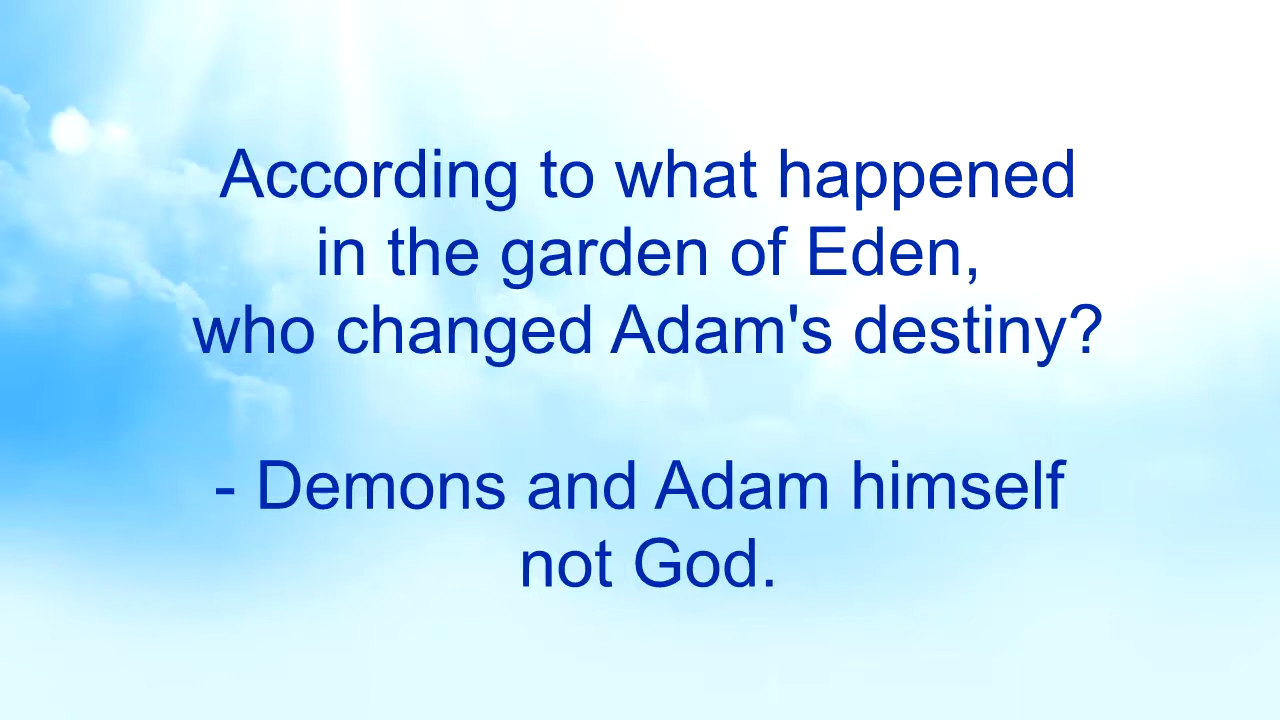 According to what happened
in the garden of Eden,
who changed Adam's destiny?
- Demons and Adam himself
not God.